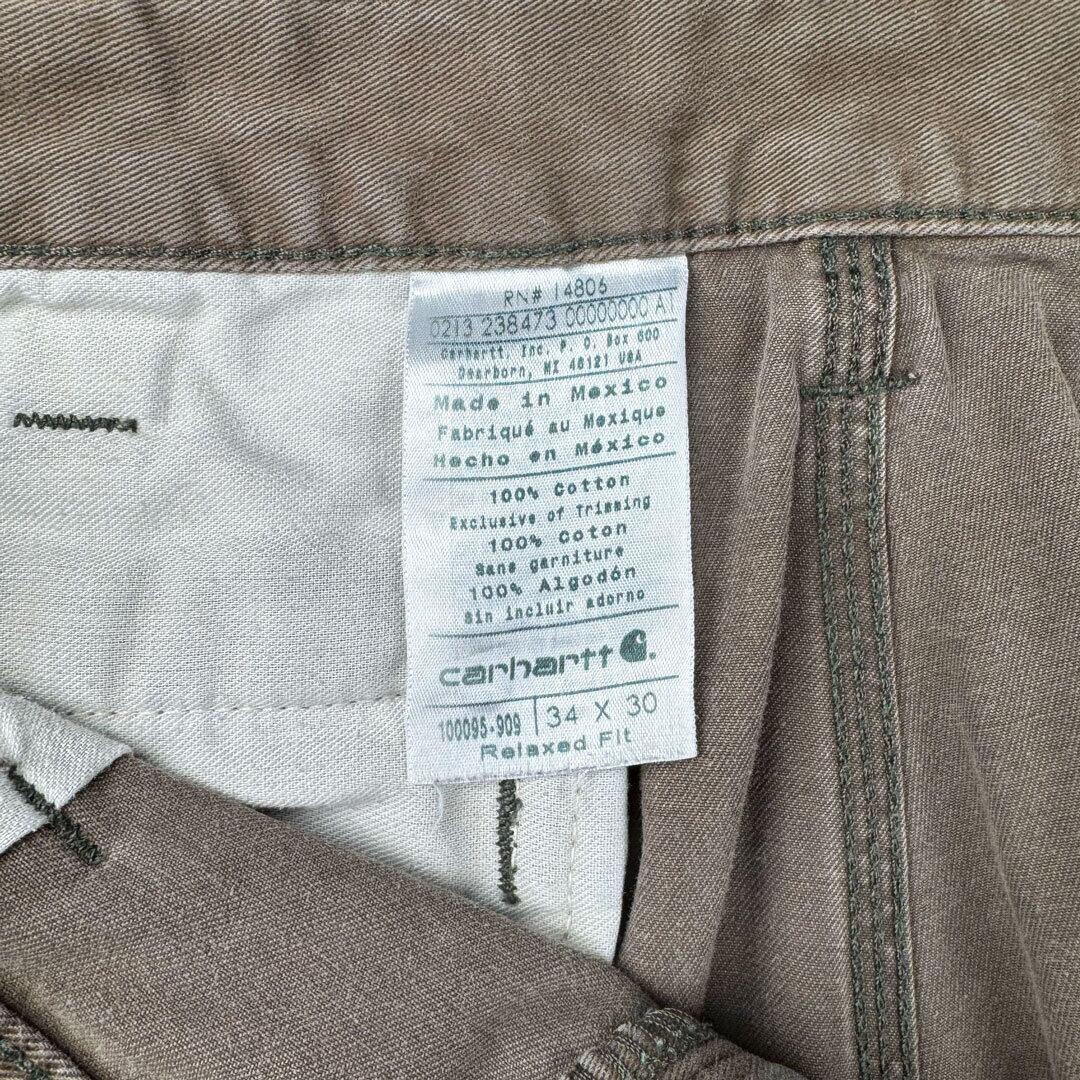 RN# 14806
0213 238473 00000000 A1
Carhartt, Inc. P. O. Box 600
Dearborn, MI 48121 USA
Made in Mexico
Fabriqué au Mexique
Hecho en México
100% Cotton
Exclusive of Trimming
100% Coton
Sans garniture
100% Algodón
Sin incluir adorno
carhartt
100095-909 34 X 30
Relaxed Fit